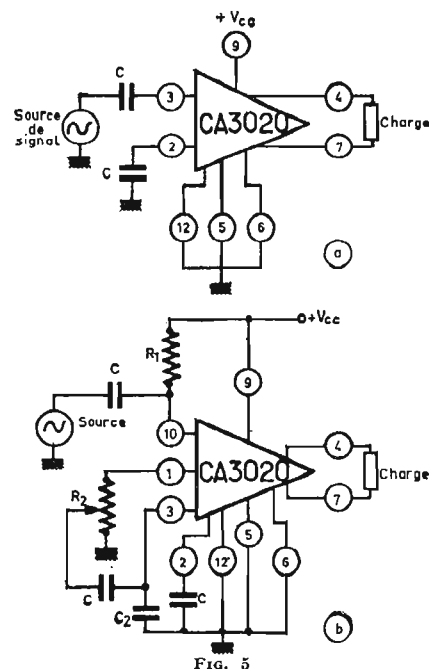 + Vcc
9
C
3
4
Source
de
signal
CA3020
Charge
2
7
C
12
5
6
a
+Vcc
R1
9
C
Source
10
4
1
CA3020
Charge
R2
3
7
2
12
5
6
C
C2
C
b
FIG. 5